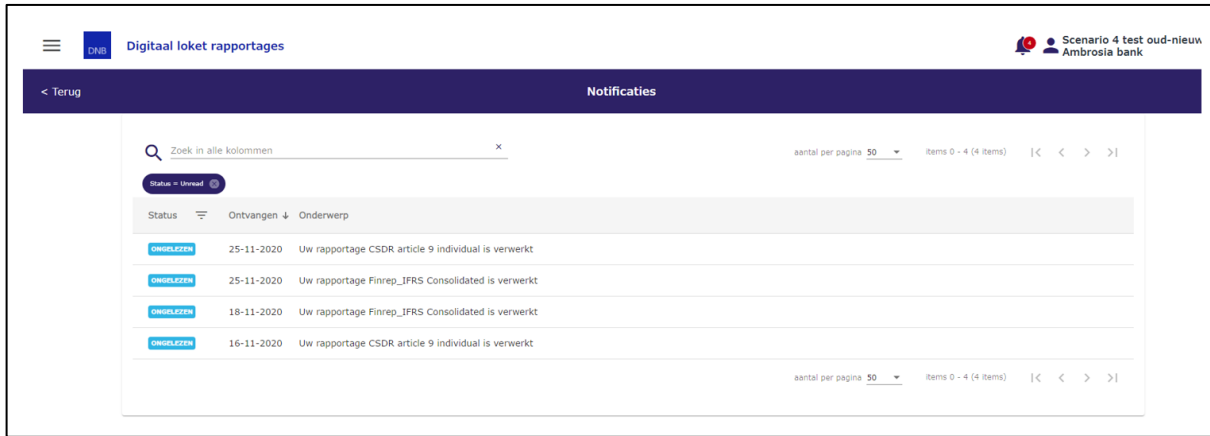 DNB Digitaal loket rapportages 4 Scenario 4 test oud-nieuw
Ambrosia bank
< Terug Notificaties
Zoek in alle kolommen × aantal per pagina 50 items 0 - 4 (4 items)
Status = Unread
Status Ontvangen ↓ Onderwerp
ONGELEZEN 25-11-2020 Uw rapportage CSDR article 9 individual is verwerkt
ONGELEZEN 25-11-2020 Uw rapportage Finrep_IFRS Consolidated is verwerkt
ONGELEZEN 18-11-2020 Uw rapportage Finrep_IFRS Consolidated is verwerkt
ONGELEZEN 16-11-2020 Uw rapportage CSDR article 9 individual is verwerkt
aantal per pagina 50 items 0 - 4 (4 items)